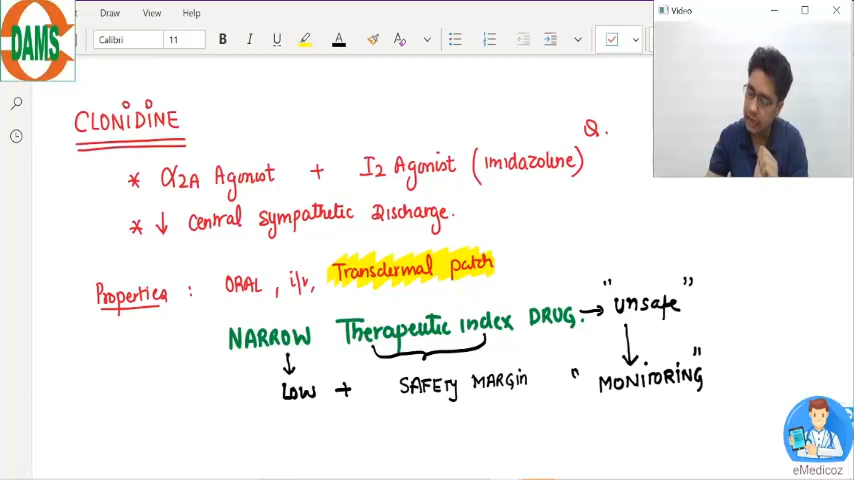 DAMS
Draw View Help
Calibri 11 B I U A A
Video
CLONIDINE
Q.
* α2A Agonist + I2 Agonist (imidazoline)
* ↓ Central Sympathetic Discharge.
Properties : ORAL, i/v, Transdermal patch
NARROW Therapeutic index DRUG. → "Unsafe"
LOW + SAFETY MARGIN " MONITORING"
eMedicoz